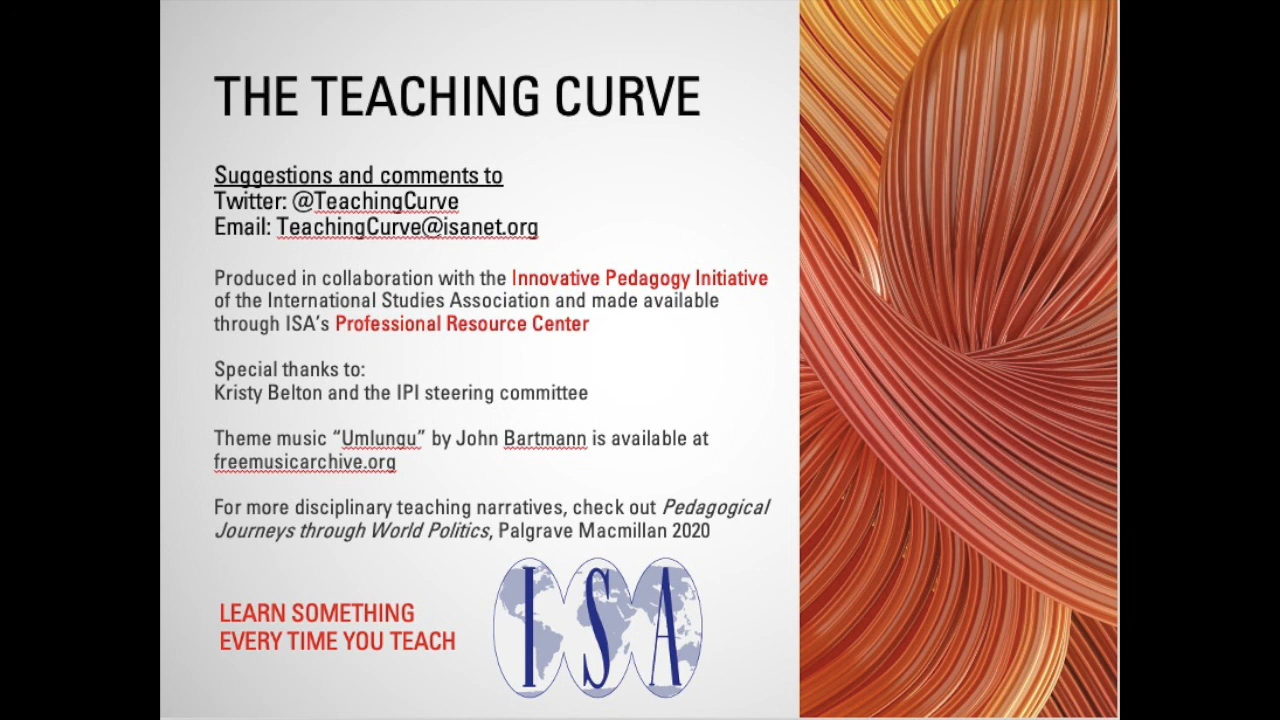 THE TEACHING CURVE
Suggestions and comments to
Twitter: @TeachingCurve
Email: TeachingCurve@isanet.org
Produced in collaboration with the Innovative Pedagogy Initiative
of the International Studies Association and made available
through ISA’s Professional Resource Center
Special thanks to:
Kristy Belton and the IPI steering committee
Theme music “Umlungu” by John Bartmann is available at
freemusicarchive.org
For more disciplinary teaching narratives, check out Pedagogical
Journeys through World Politics, Palgrave Macmillan 2020
LEARN SOMETHING
EVERY TIME YOU TEACH
ISA